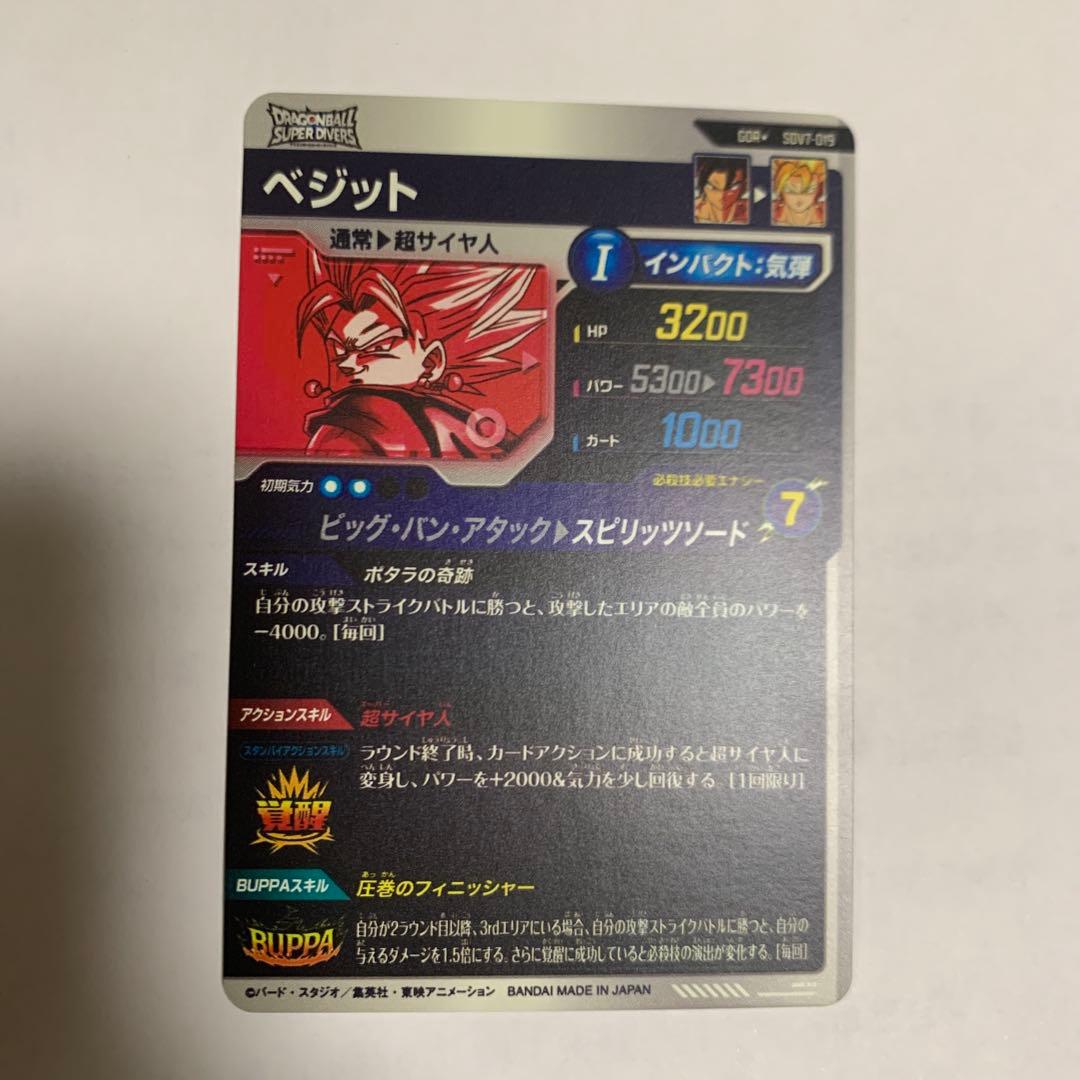 DRAGONBALL
SUPER DIVERS
GDR★ SDV7-019
ベジット
通常▶超サイヤ人
I インパクト:気弾
HP 3200
パワー 5300▶7300
ガード 1000
初期気力
必殺技必要エナジー
7
ビッグ・バン・アタック▶スピリッツソード
スキル ポタラの奇跡
自分の攻撃ストライクバトルに勝つと、攻撃したエリアの敵全員のパワーを
-4000。[毎回]
アクションスキル 超サイヤ人
スタンバイアクションスキル
ラウンド終了時、カードアクションに成功すると超サイヤ人に
変身し、パワーを+2000&気力を少し回復する。[1回限り]
覚醒
BUPPAスキル 圧巻のフィニッシャー
BUPPA
自分が2ラウンド目以降、3rdエリアにいる場合、自分の攻撃ストライクバトルに勝つと、自分の
与えるダメージを1.5倍にする。さらに覚醒に成功していると必殺技の演出が変化する。[毎回]
©バード・スタジオ/集英社・東映アニメーション BANDAI MADE IN JAPAN